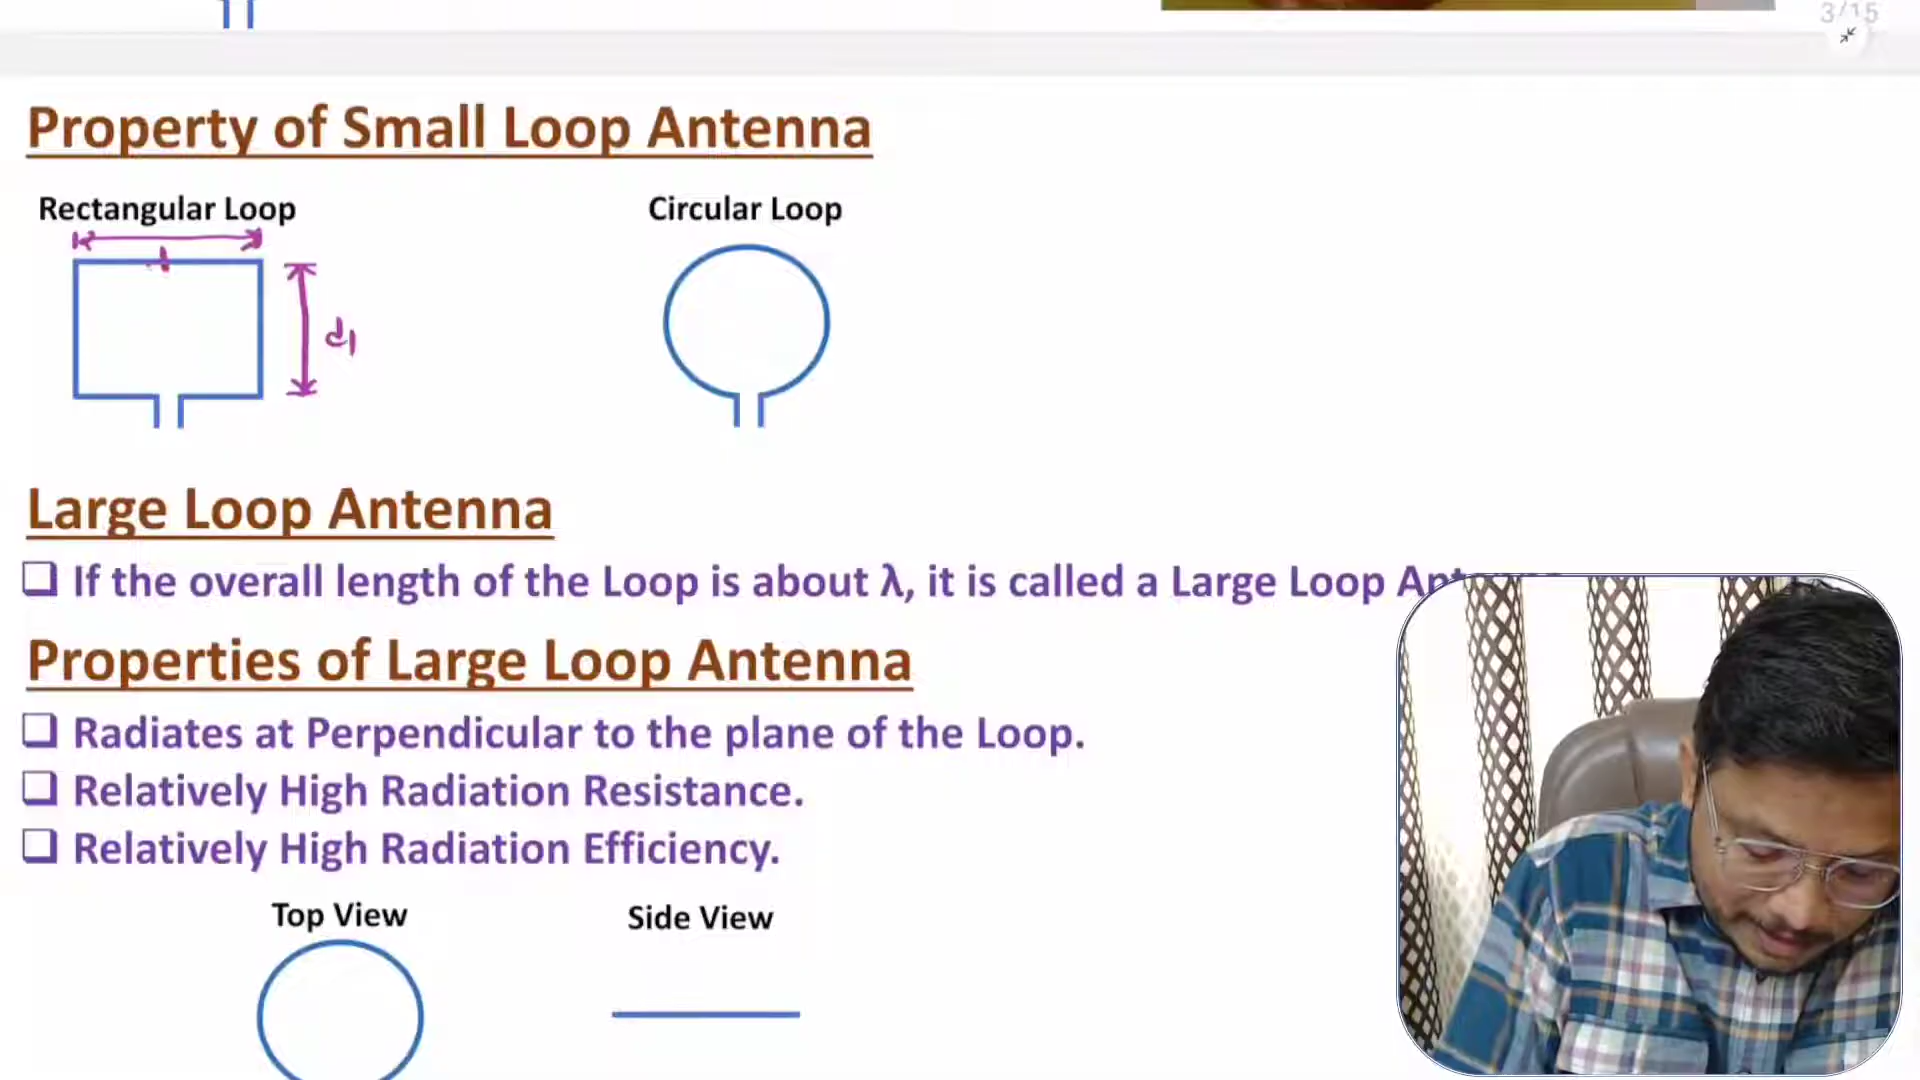 3/15
Property of Small Loop Antenna
Rectangular Loop
Circular Loop
d1
Large Loop Antenna
❑ If the overall length of the Loop is about λ, it is called a Large Loop
Properties of Large Loop Antenna
❑ Radiates at Perpendicular to the plane of the Loop.
❑ Relatively High Radiation Resistance.
❑ Relatively High Radiation Efficiency.
Top View
Side View